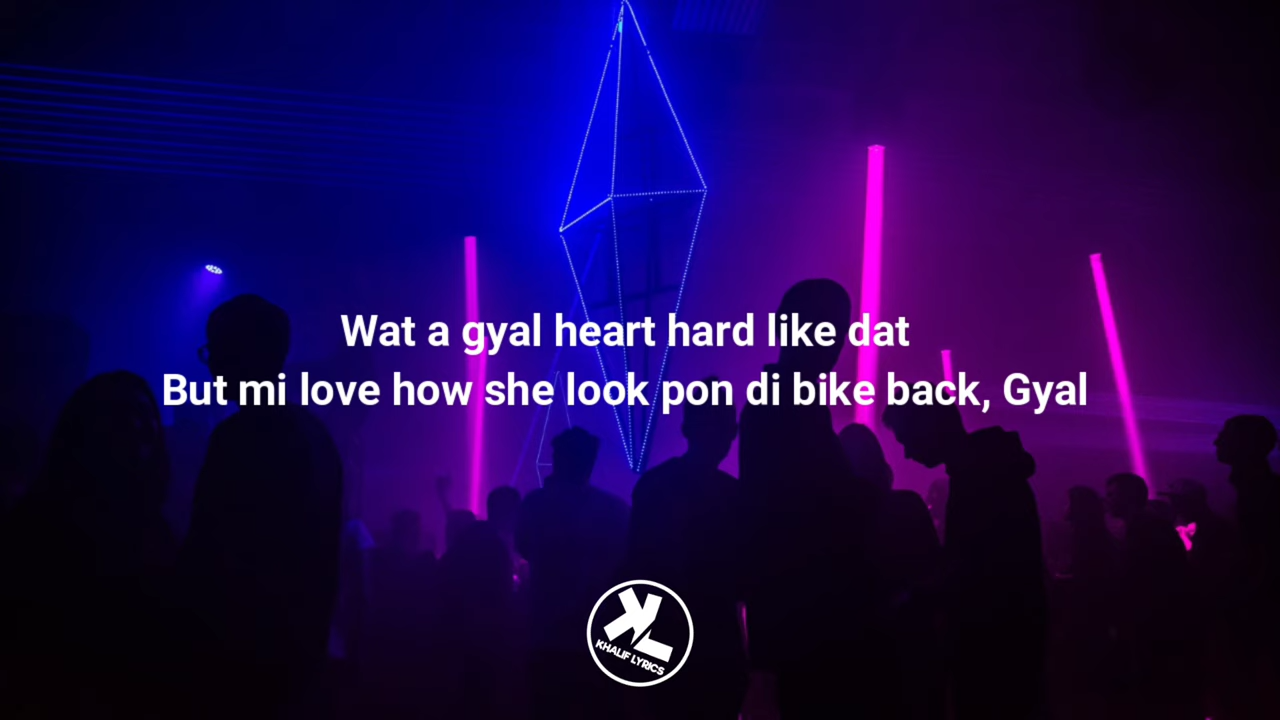 Wat a gyal heart hard like dat
But mi love how she look pon di bike back, Gyal
KHALIF LYRICS